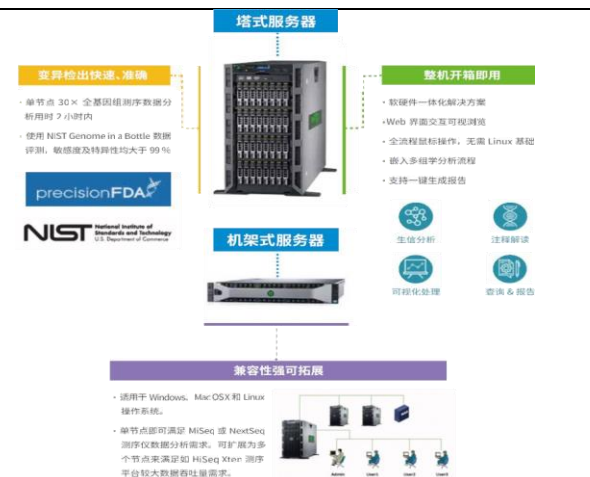 塔式服务器
变异检出快速、准确
· 单节点 30× 全基因组测序数据分
析用时 2 小时内
· 使用 NIST Genome in a Bottle 数据
评测，敏感度及特异性均大于 99 %
precisionFDA
NIST National Institute of
Standards and Technology
U.S. Department of Commerce
整机开箱即用
· 软硬件一体化解决方案
· Web 界面交互可视浏览
· 全流程鼠标操作，无需 Linux 基础
· 嵌入多组学分析流程
· 支持一键生成报告
生信分析
注释解读
可视化处理
查询 & 报告
机架式服务器
兼容性强可拓展
· 适用于 Windows、Mac OSX 和 Linux
操作系统。
· 单节点即可满足 MiSeq 或 NextSeq
测序仪数据分析需求。可扩展为多
个节点来满足如 HiSeq Xten 测序
平台较大数据吞吐量需求。
Admin
User1
User2
User3